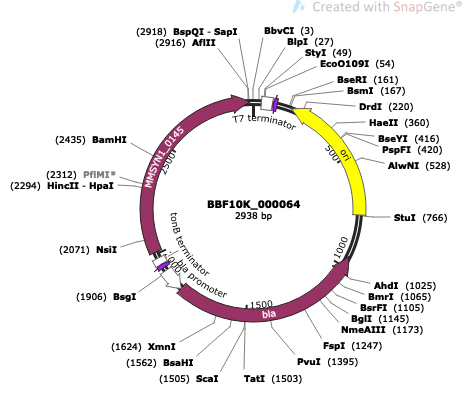 Created with SnapGene®
(2918) BspQI - SapI
(2916) AflII
BbvCI (3)
BlpI (27)
StyI (49)
EcoO109I (54)
BseRI (161)
BsmI (167)
DrdI (220)
HaeII (360)
BseYI (416)
PspFI (420)
AlwNI (528)
StuI (766)
AhdI (1025)
BmrI (1065)
BsrFI (1105)
BglI (1145)
NmeAIII (1173)
FspI (1247)
PvuI (1395)
TatI (1503)
(1505) ScaI
(1562) BsaHI
(1624) XmnI
(1906) BsgI
(2071) NsiI
(2294) HincII - HpaI
(2312) PflMI*
(2435) BamHI
T7 terminator
ori
500
1000
1500
bla
bla promoter
tonB terminator
2500
MMSYN1_0145
BBF10K_000064
2938 bp